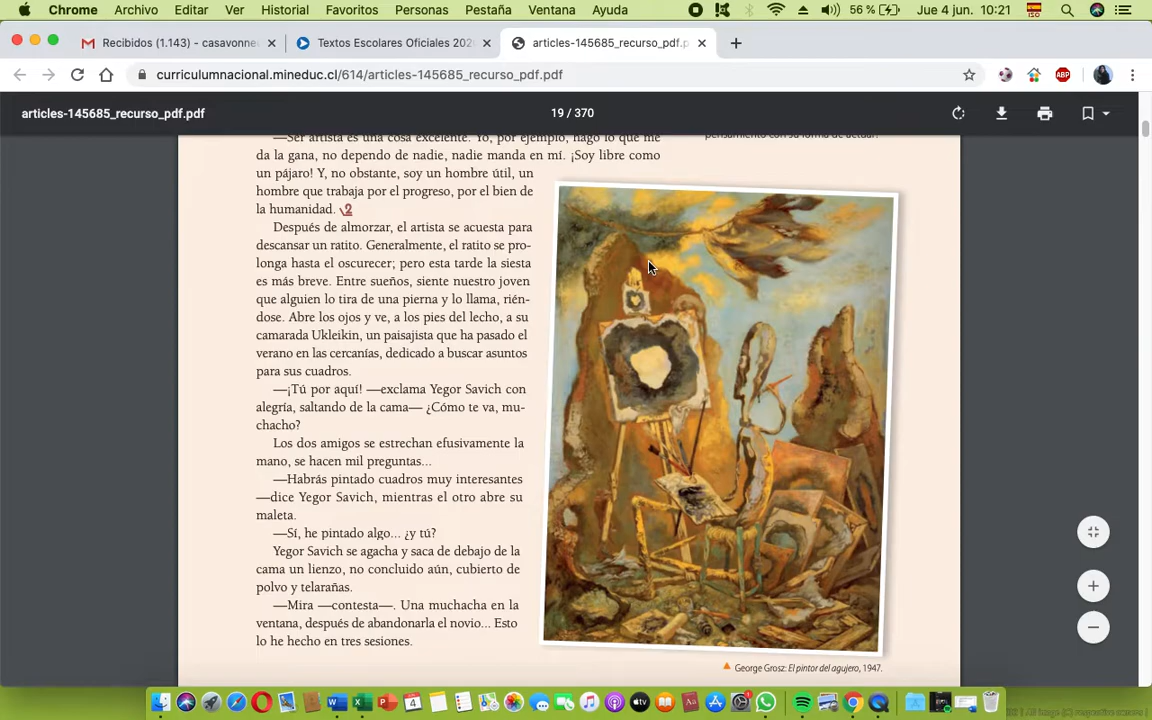 Chrome Archivo Editar Ver Historial Favoritos Personas Pestaña Ventana Ayuda 56 % Jue 4 jun. 10:21 ISO
Recibidos (1.143) - casavonne
Textos Escolares Oficiales 202
articles-145685_recurso_pdf.p
curriculumnacional.mineduc.cl/614/articles-145685_recurso_pdf.pdf
ABP
articles-145685_recurso_pdf.pdf
19 / 370
—Ser artista es una cosa excelente. Yo, por ejemplo, hago lo que me
da la gana, no dependo de nadie, nadie manda en mí. ¡Soy libre como
un pájaro! Y, no obstante, soy un hombre útil, un
hombre que trabaja por el progreso, por el bien de
la humanidad. 2
Después de almorzar, el artista se acuesta para
descansar un ratito. Generalmente, el ratito se pro-
longa hasta el oscurecer; pero esta tarde la siesta
es más breve. Entre sueños, siente nuestro joven
que alguien lo tira de una pierna y lo llama, rién-
dose. Abre los ojos y ve, a los pies del lecho, a su
camarada Ukleikin, un paisajista que ha pasado el
verano en las cercanías, dedicado a buscar asuntos
para sus cuadros.
—¡Tú por aquí! —exclama Yegor Savich con
alegría, saltando de la cama— ¿Cómo te va, mu-
chacho?
Los dos amigos se estrechan efusivamente la
mano, se hacen mil preguntas...
—Habrás pintado cuadros muy interesantes
—dice Yegor Savich, mientras el otro abre su
maleta.
—Sí, he pintado algo... ¿y tú?
Yegor Savich se agacha y saca de debajo de la
cama un lienzo, no concluido aún, cubierto de
polvo y telarañas.
—Mira —contesta—. Una muchacha en la
ventana, después de abandonarla el novio... Esto
lo he hecho en tres sesiones.
pensamiento con su forma de actuar.
George Grosz: El pintor del agujero, 1947.